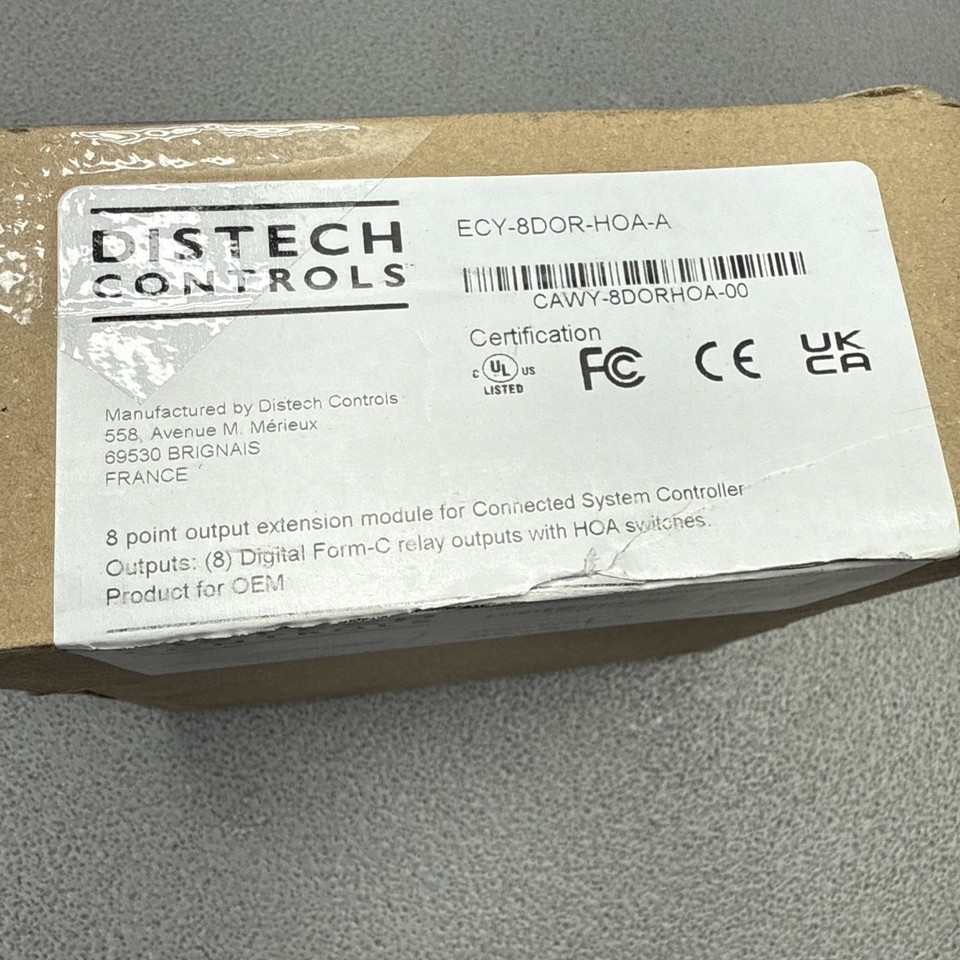 DISTECH
CONTROLS
ECY-8DOR-HOA-A
CAWY-8DORHOA-00
Certification
c UL US
LISTED
FC
CE
UK
CA
Manufactured by Distech Controls
558, Avenue M. Mérieux
69530 BRIGNAIS
FRANCE
8 point output extension module for Connected System Controller
Outputs: (8) Digital Form-C relay outputs with HOA switches.
Product for OEM